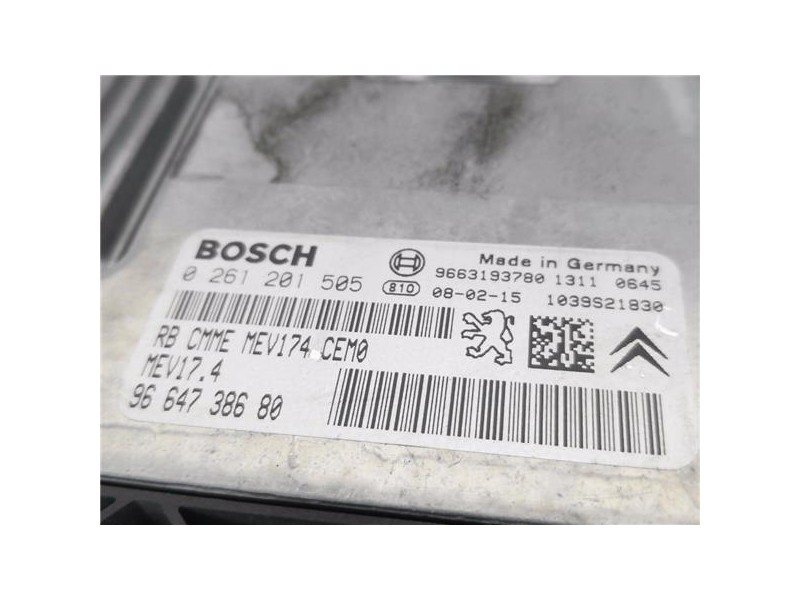 BOSCH
Made in Germany
0 261 201 505
9663193780 1311 0645
810 08-02-15 1039S21830
RB CMME MEV174 CEM0
MEV17.4
96 647 386 80